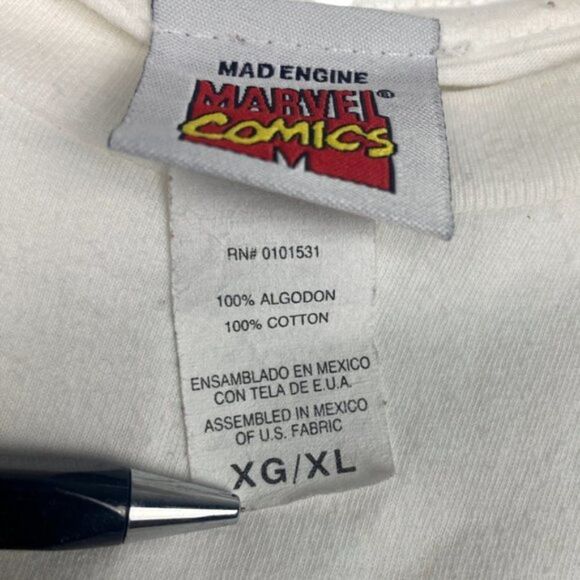 MAD ENGINE
MARVEL®
COMICS
M
RN# 0101531
100% ALGODON
100% COTTON
ENSAMBLADO EN MEXICO
CON TELA DE E.U.A.
ASSEMBLED IN MEXICO
OF U.S. FABRIC
XG/XL